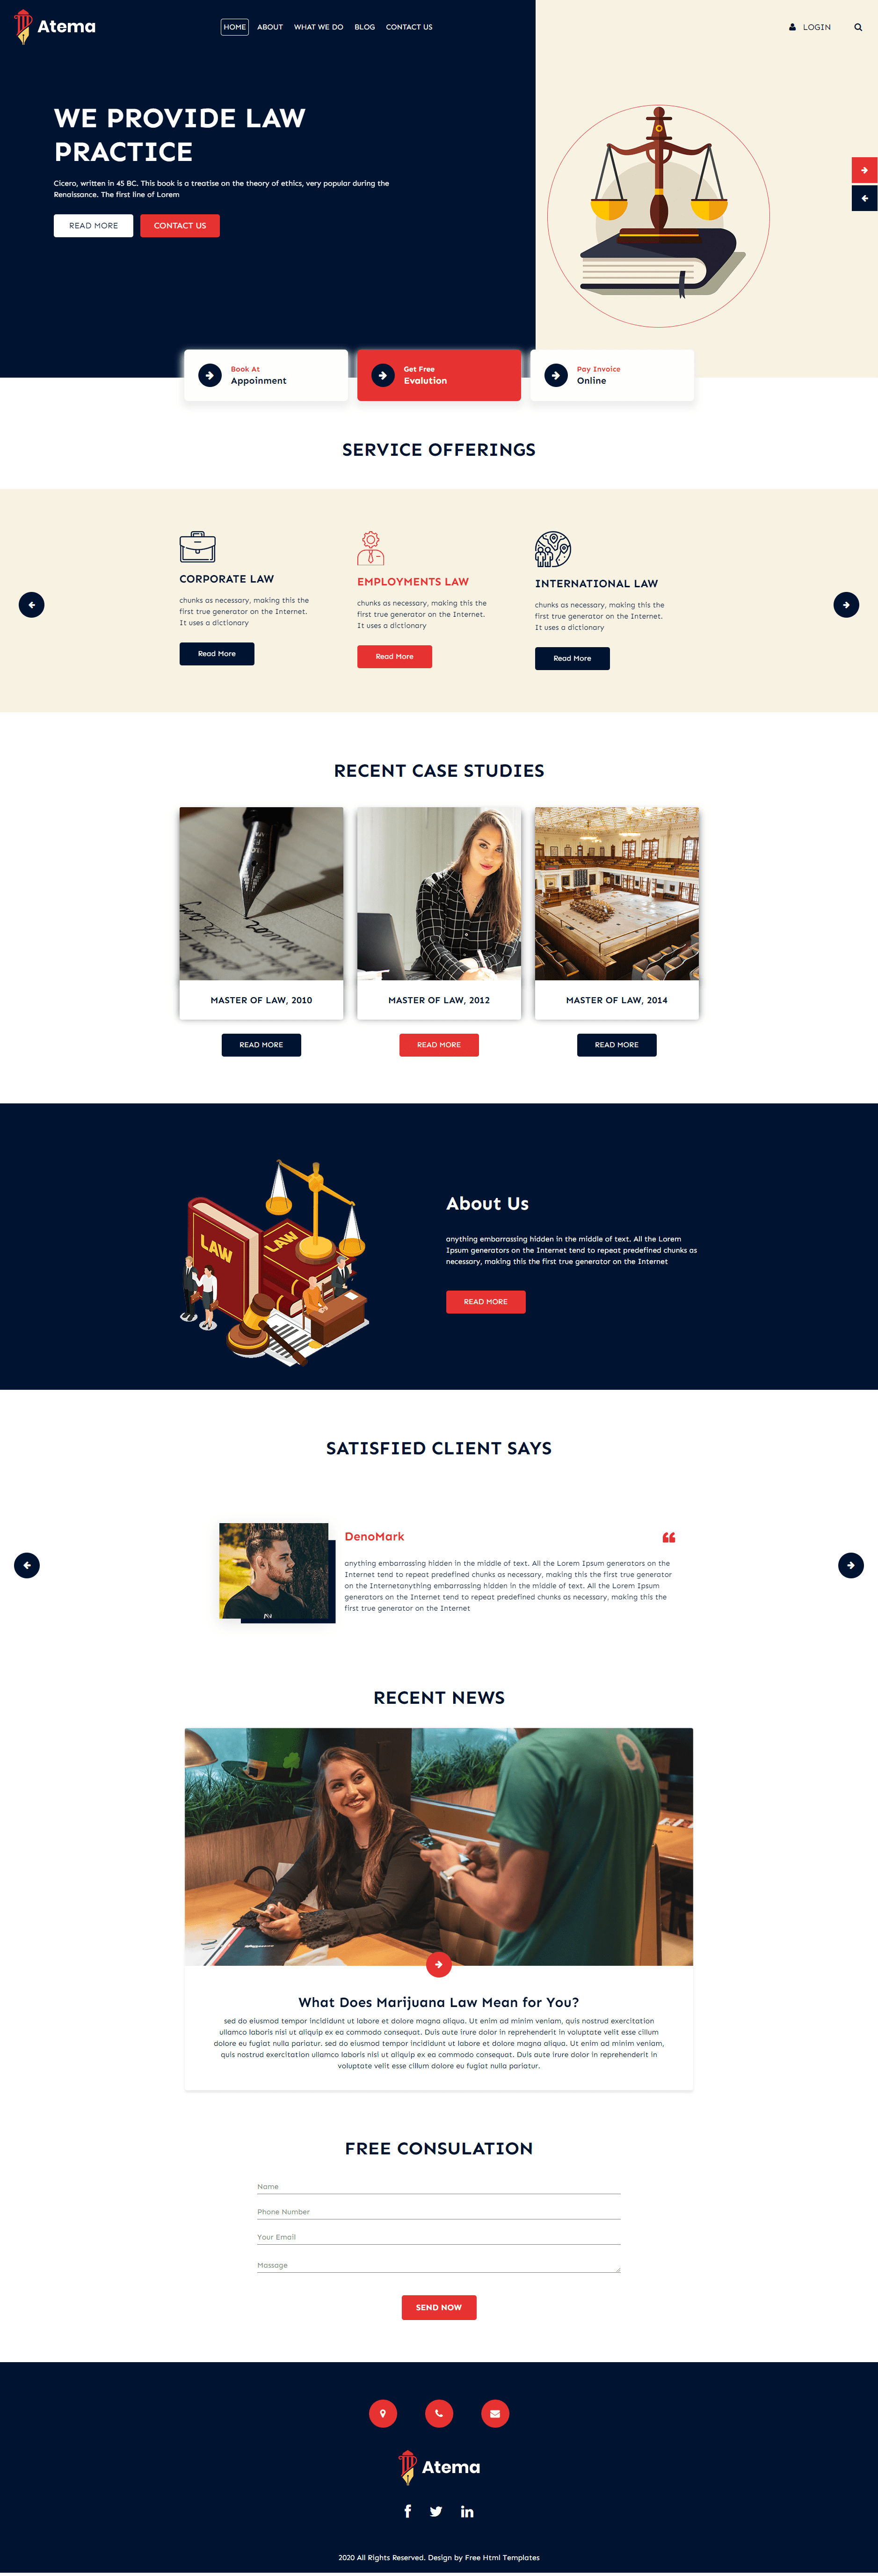 Atema
HOME ABOUT WHAT WE DO BLOG CONTACT US
LOGIN
WE PROVIDE LAW
PRACTICE
Cicero, written in 45 BC. This book is a treatise on the theory of ethics, very popular during the
Renaissance. The first line of Lorem
READ MORE CONTACT US
Book At
Appoinment
Get Free
Evalution
Pay Invoice
Online
SERVICE OFFERINGS
CORPORATE LAW
chunks as necessary, making this the
first true generator on the Internet.
It uses a dictionary
Read More
EMPLOYMENTS LAW
chunks as necessary, making this the
first true generator on the Internet.
It uses a dictionary
Read More
INTERNATIONAL LAW
chunks as necessary, making this the
first true generator on the Internet.
It uses a dictionary
Read More
RECENT CASE STUDIES
MASTER OF LAW, 2010
READ MORE
MASTER OF LAW, 2012
READ MORE
MASTER OF LAW, 2014
READ MORE
LAW
LAW
About Us
anything embarrassing hidden in the middle of text. All the Lorem
Ipsum generators on the Internet tend to repeat predefined chunks as
necessary, making this the first true generator on the Internet
READ MORE
SATISFIED CLIENT SAYS
DenoMark
anything embarrassing hidden in the middle of text. All the Lorem Ipsum generators on the
Internet tend to repeat predefined chunks as necessary, making this the first true generator
on the Internetanything embarrassing hidden in the middle of text. All the Lorem Ipsum
generators on the Internet tend to repeat predefined chunks as necessary, making this the
first true generator on the Internet
RECENT NEWS
What Does Marijuana Law Mean for You?
sed do eiusmod tempor incididunt ut labore et dolore magna aliqua. Ut enim ad minim veniam, quis nostrud exercitation
ullamco laboris nisi ut aliquip ex ea commodo consequat. Duis aute irure dolor in reprehenderit in voluptate velit esse cillum
dolore eu fugiat nulla pariatur. sed do eiusmod tempor incididunt ut labore et dolore magna aliqua. Ut enim ad minim veniam,
quis nostrud exercitation ullamco laboris nisi ut aliquip ex ea commodo consequat. Duis aute irure dolor in reprehenderit in
voluptate velit esse cillum dolore eu fugiat nulla pariatur.
FREE CONSULATION
Name
Phone Number
Your Email
Massage
SEND NOW
Atema
2020 All Rights Reserved. Design by Free Html Templates